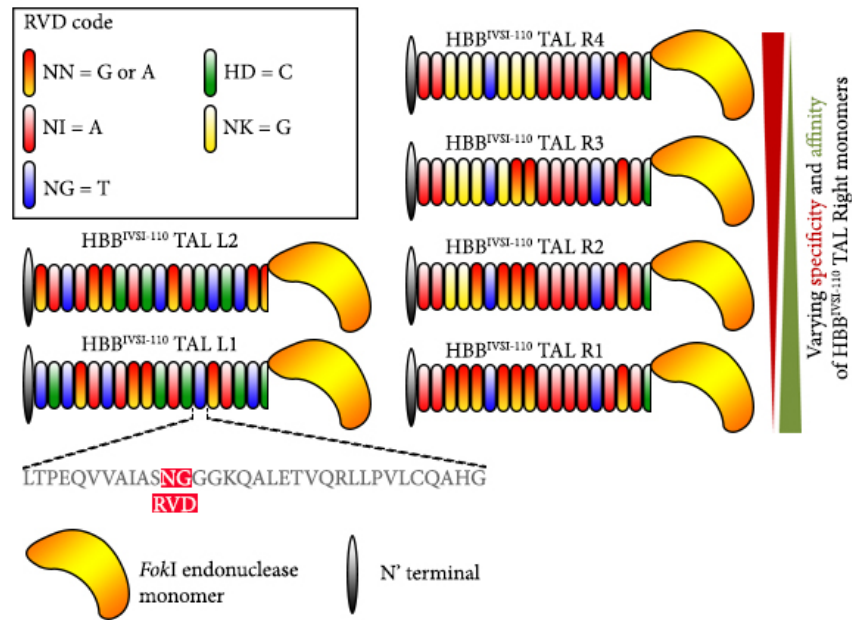 RVD code
NN = G or A
HD = C
NI = A
NK = G
NG = T
HBB^IVSI-110 TAL L2
HBB^IVSI-110 TAL L1
LTPEQVVAIASNGGGKQALETVQRLLPVLCQAHG
RVD
HBB^IVSI-110 TAL R4
HBB^IVSI-110 TAL R3
HBB^IVSI-110 TAL R2
HBB^IVSI-110 TAL R1
Varying specificity and affinity
of HBB^IVSI-110 TAL Right monomers
FokI endonuclease
monomer
N' terminal